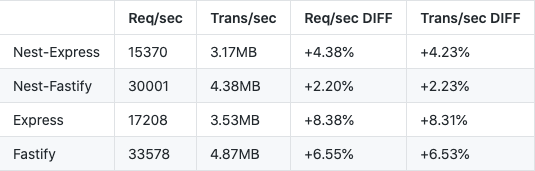 Req/sec Trans/sec Req/sec DIFF Trans/sec DIFF
Nest-Express 15370 3.17MB +4.38% +4.23%
Nest-Fastify 30001 4.38MB +2.20% +2.23%
Express 17208 3.53MB +8.38% +8.31%
Fastify 33578 4.87MB +6.55% +6.53%